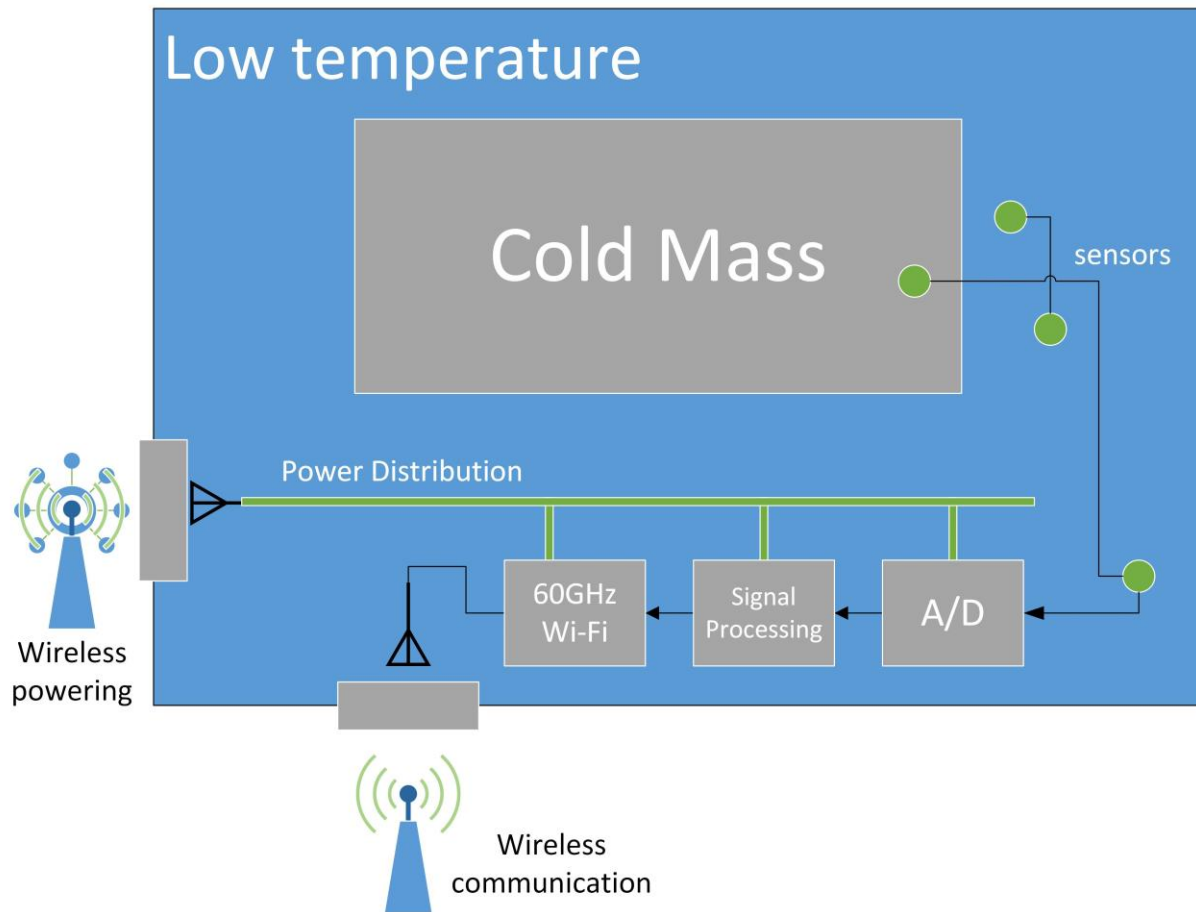 Low temperature
Cold Mass
sensors
Power Distribution
60GHz
Wi-Fi
Signal
Processing
A/D
Wireless
powering
Wireless
communication